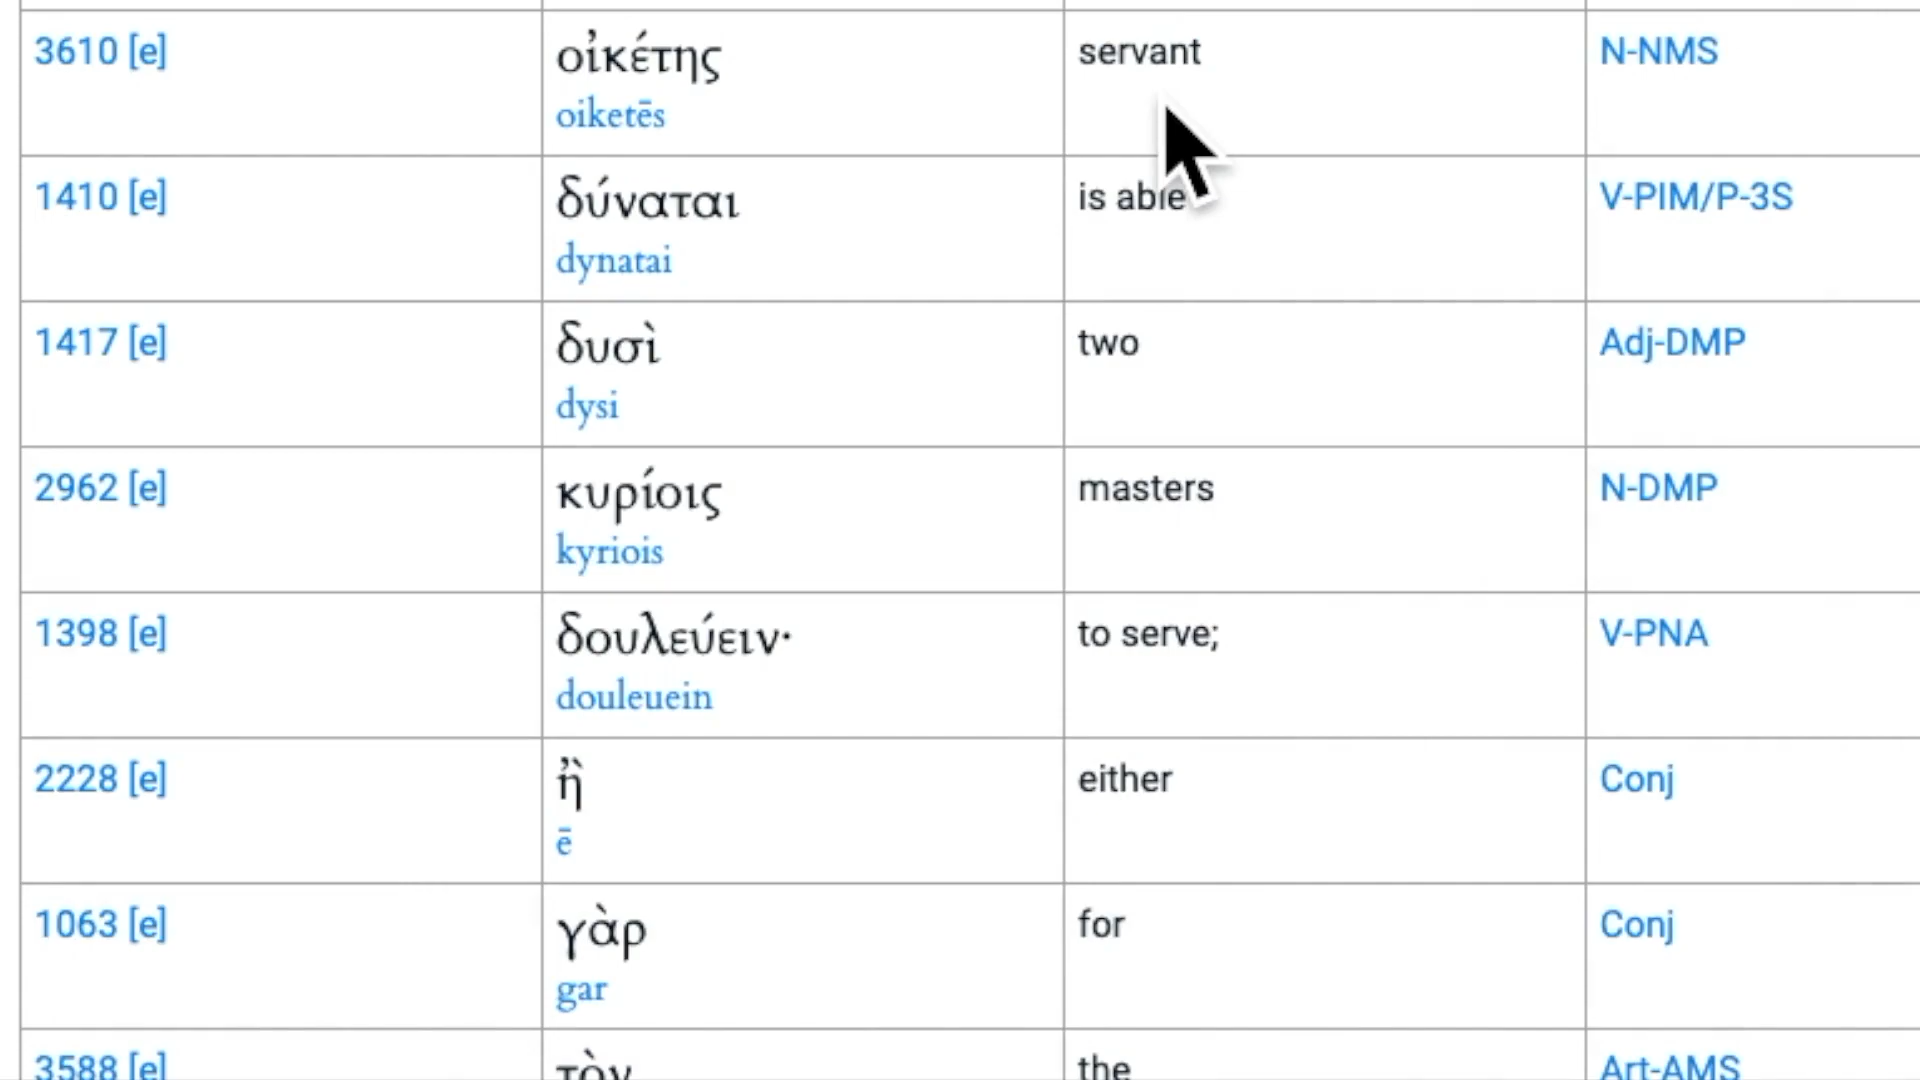 3610 [e] οἰκέτης servant N-NMS
oiketēs
1410 [e] δύναται is able V-PIM/P-3S
dynatai
1417 [e] δυσὶ two Adj-DMP
dysi
2962 [e] κυρίοις masters N-DMP
kyriois
1398 [e] δουλεύειν· to serve; V-PNA
douleuein
2228 [e] ἢ either Conj
ē
1063 [e] γὰρ for Conj
gar
3588 [e] τὸν the Art-AMS